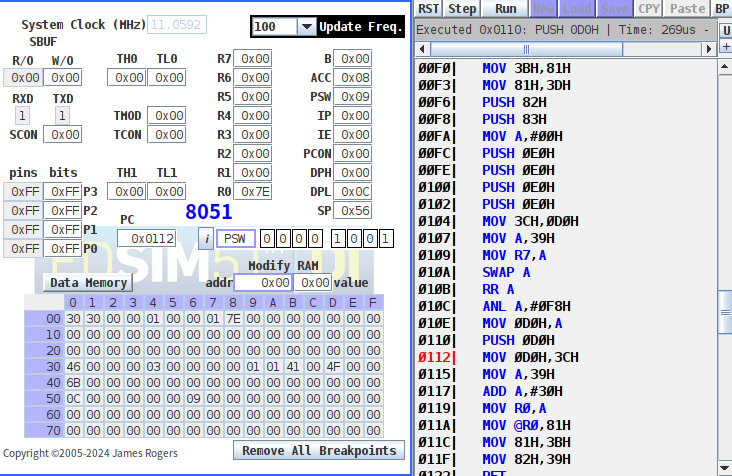 System Clock (MHz) 11.0592
100 Update Freq.
SBUF
R/O W/O TH0 TL0
0x00 0x00 0x00 0x00
RXD TXD
1 1
TMOD 0x00
SCON 0x00 TCON 0x00
R7 0x00 B 0x00
R6 0x00 ACC 0x08
R5 0x00 PSW 0x09
R4 0x00 IP 0x00
R3 0x00 IE 0x00
R2 0x00 PCON 0x00
R1 0x00 DPH 0x00
R0 0x7E DPL 0x0C
SP 0x56
pins bits TH1 TL1
0xFF 0xFF P3 0x00 0x00
0xFF 0xFF P2
0xFF 0xFF P1
0xFF 0xFF P0
8051
PC
0x0112 i PSW 0 0 0 0 1 0 0 1
Modify RAM
Data Memory addr 0x00 0x00 value
0 1 2 3 4 5 6 7 8 9 A B C D E F
00 30 30 00 00 01 00 00 01 7E 00 00 00 00 00 00 00
10 00 00 00 00 00 00 00 00 00 00 00 00 00 00 00 00
20 00 00 00 00 00 00 00 00 00 00 00 00 00 00 00 00
30 46 00 00 00 03 00 00 00 00 01 01 41 00 4F 00 00
40 6B 00 00 00 00 00 00 00 00 00 00 00 00 00 00 00
50 0C 00 00 00 00 00 09 00 00 00 00 00 00 00 00 00
60 00 00 00 00 00 00 00 00 00 00 00 00 00 00 00 00
70 00 00 00 00 00 00 00 00 00 00 00 00 00 00 00 00
Copyright ©2005-2024 James Rogers
Remove All Breakpoints
RST Step Run New Load Save CPY Paste BP
Executed 0x0110: PUSH 0D0H | Time: 269us -
U
+
00F0| MOV 3BH,81H
00F3| MOV 81H,3DH
00F6| PUSH 82H
00F8| PUSH 83H
00FA| MOV A,#00H
00FC| PUSH 0E0H
00FE| PUSH 0E0H
0100| PUSH 0E0H
0102| PUSH 0E0H
0104| MOV 3CH,0D0H
0107| MOV A,39H
0109| MOV R7,A
010A| SWAP A
010B| RR A
010C| ANL A,#0F8H
010E| MOV 0D0H,A
0110| PUSH 0D0H
0112| MOV 0D0H,3CH
0115| MOV A,39H
0117| ADD A,#30H
0119| MOV R0,A
011A| MOV @R0,81H
011C| MOV 81H,3BH
011F| MOV 82H,39H
0122| RET